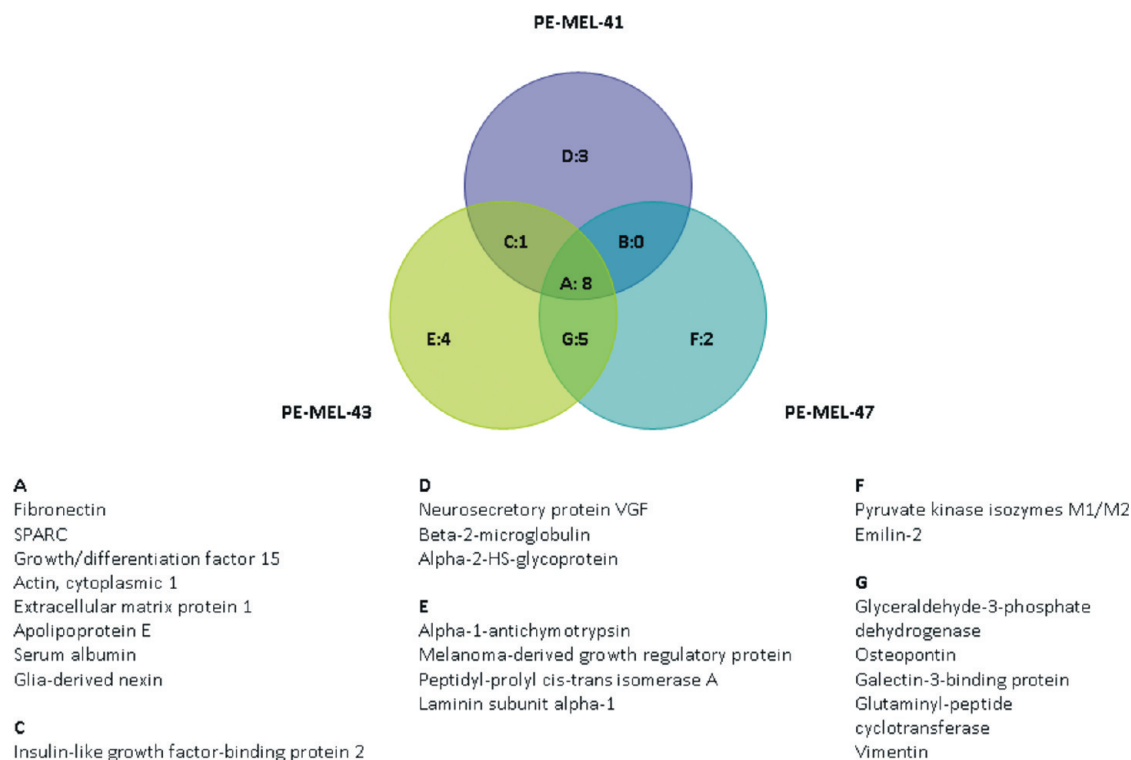 PE-MEL-41
D:3
C:1
B:0
A: 8
E:4
G:5
F:2
PE-MEL-43
PE-MEL-47
A
Fibronectin
SPARC
Growth/differentiation factor 15
Actin, cytoplasmic 1
Extracellular matrix protein 1
Apolipoprotein E
Serum albumin
Glia-derived nexin
C
Insulin-like growth factor-binding protein 2
D
Neurosecretory protein VGF
Beta-2-microglobulin
Alpha-2-HS-glycoprotein
E
Alpha-1-antichymotrypsin
Melanoma-derived growth regulatory protein
Peptidyl-prolyl cis-trans isomerase A
Laminin subunit alpha-1
F
Pyruvate kinase isozymes M1/M2
Emilin-2
G
Glyceraldehyde-3-phosphate
dehydrogenase
Osteopontin
Galectin-3-binding protein
Glutaminyl-peptide
cyclotransferase
Vimentin